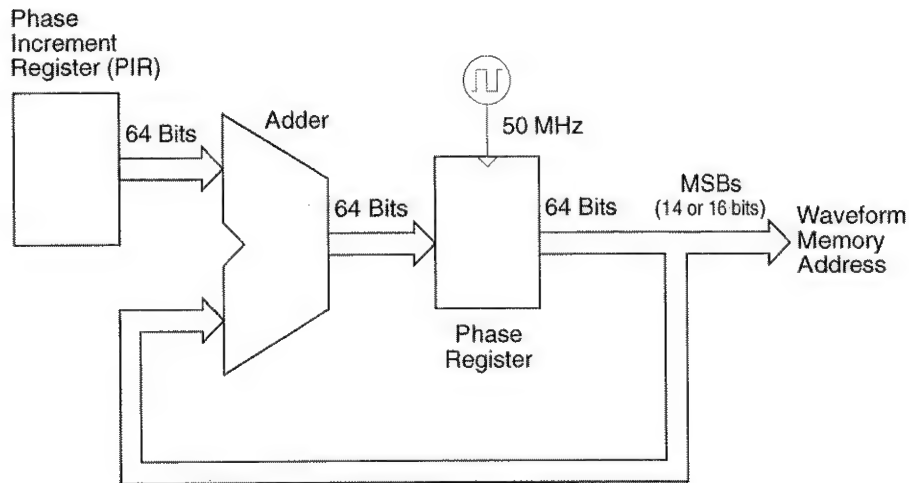 Phase
Increment
Register (PIR)
64 Bits
Adder
64 Bits
50 MHz
64 Bits
MSBs
(14 or 16 bits)
Waveform
Memory
Address
Phase
Register